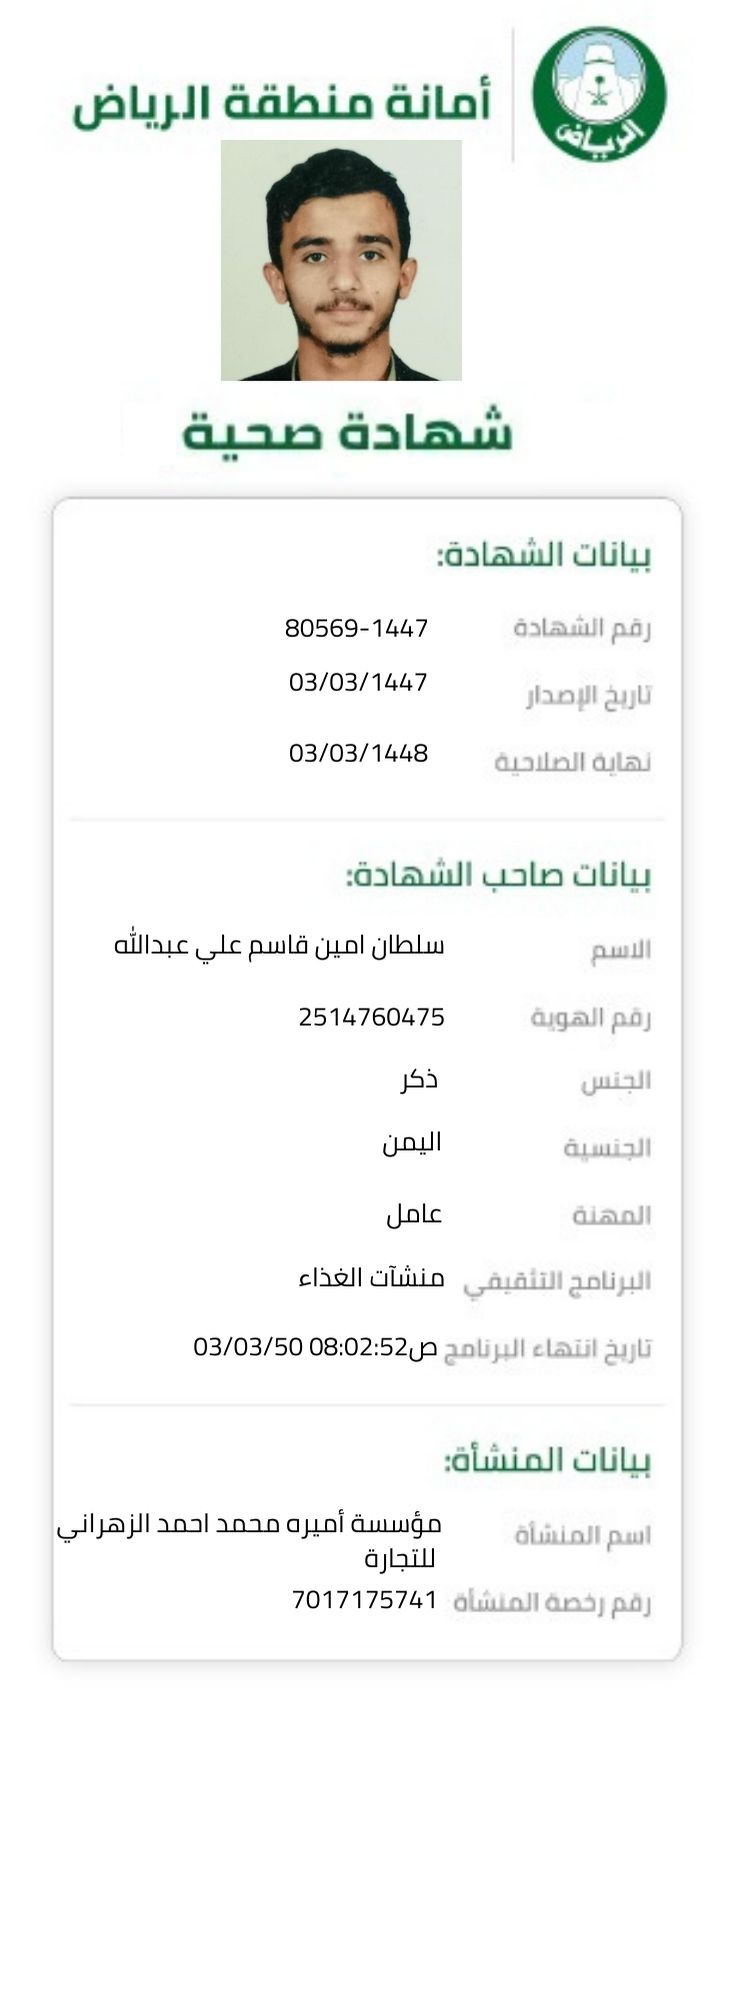 أمانة منطقة الرياض
الرياض
شهادة صحية
بيانات الشهادة:
رقم الشهادة 80569-1447
تاريخ الإصدار 03/03/1447
نهاية الصلاحية 03/03/1448
بيانات صاحب الشهادة:
الاسم سلطان امين قاسم علي عبدالله
رقم الهوية 2514760475
الجنس ذكر
الجنسية اليمن
المهنة عامل
البرنامج التثقيفي منشآت الغذاء
تاريخ انتهاء البرنامج ص08:02:52 03/03/50
بيانات المنشأة:
اسم المنشأة مؤسسة أميره محمد احمد الزهراني
للتجارة
رقم رخصة المنشأة 7017175741